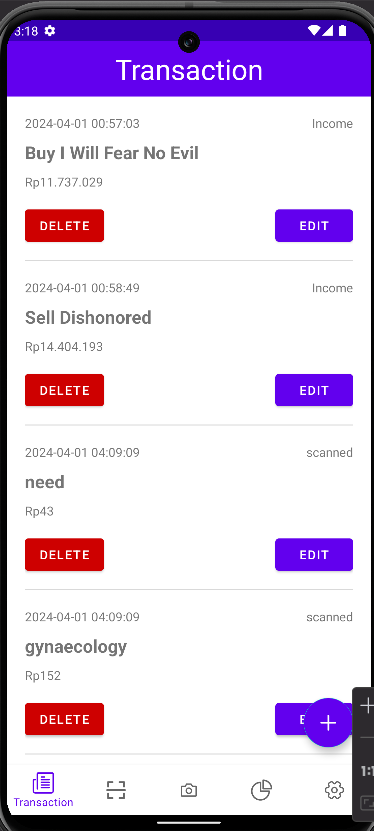 3:18
Transaction
2024-04-01 00:57:03 Income
Buy I Will Fear No Evil
Rp11.737.029
DELETE EDIT
2024-04-01 00:58:49 Income
Sell Dishonored
Rp14.404.193
DELETE EDIT
2024-04-01 04:09:09 scanned
need
Rp43
DELETE EDIT
2024-04-01 04:09:09 scanned
gynaecology
Rp152
DELETE
Transaction